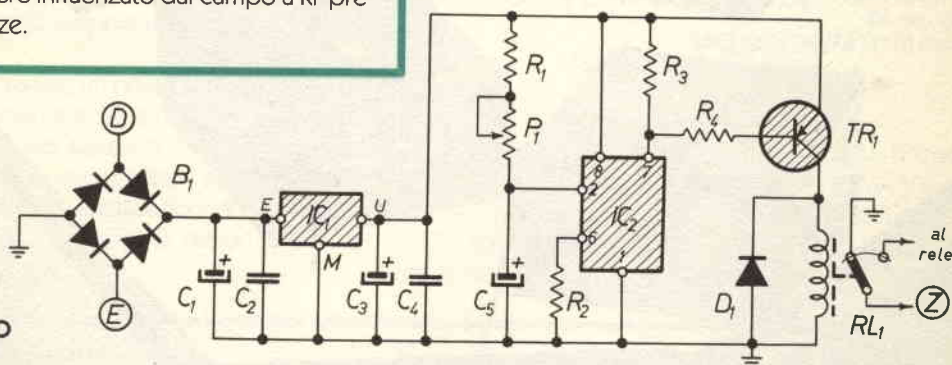 ere influenzato dal campo a RF pre
ze.
D
B₁
E
E
IC₁
U
M
C₁
+
C₂
C₃
+
C₄
R₁
P₁
C₅
+
R₂
2
6
8
7
IC₂
1
R₃
R₄
TR₁
D₁
RL₁
al
rele
Z
o